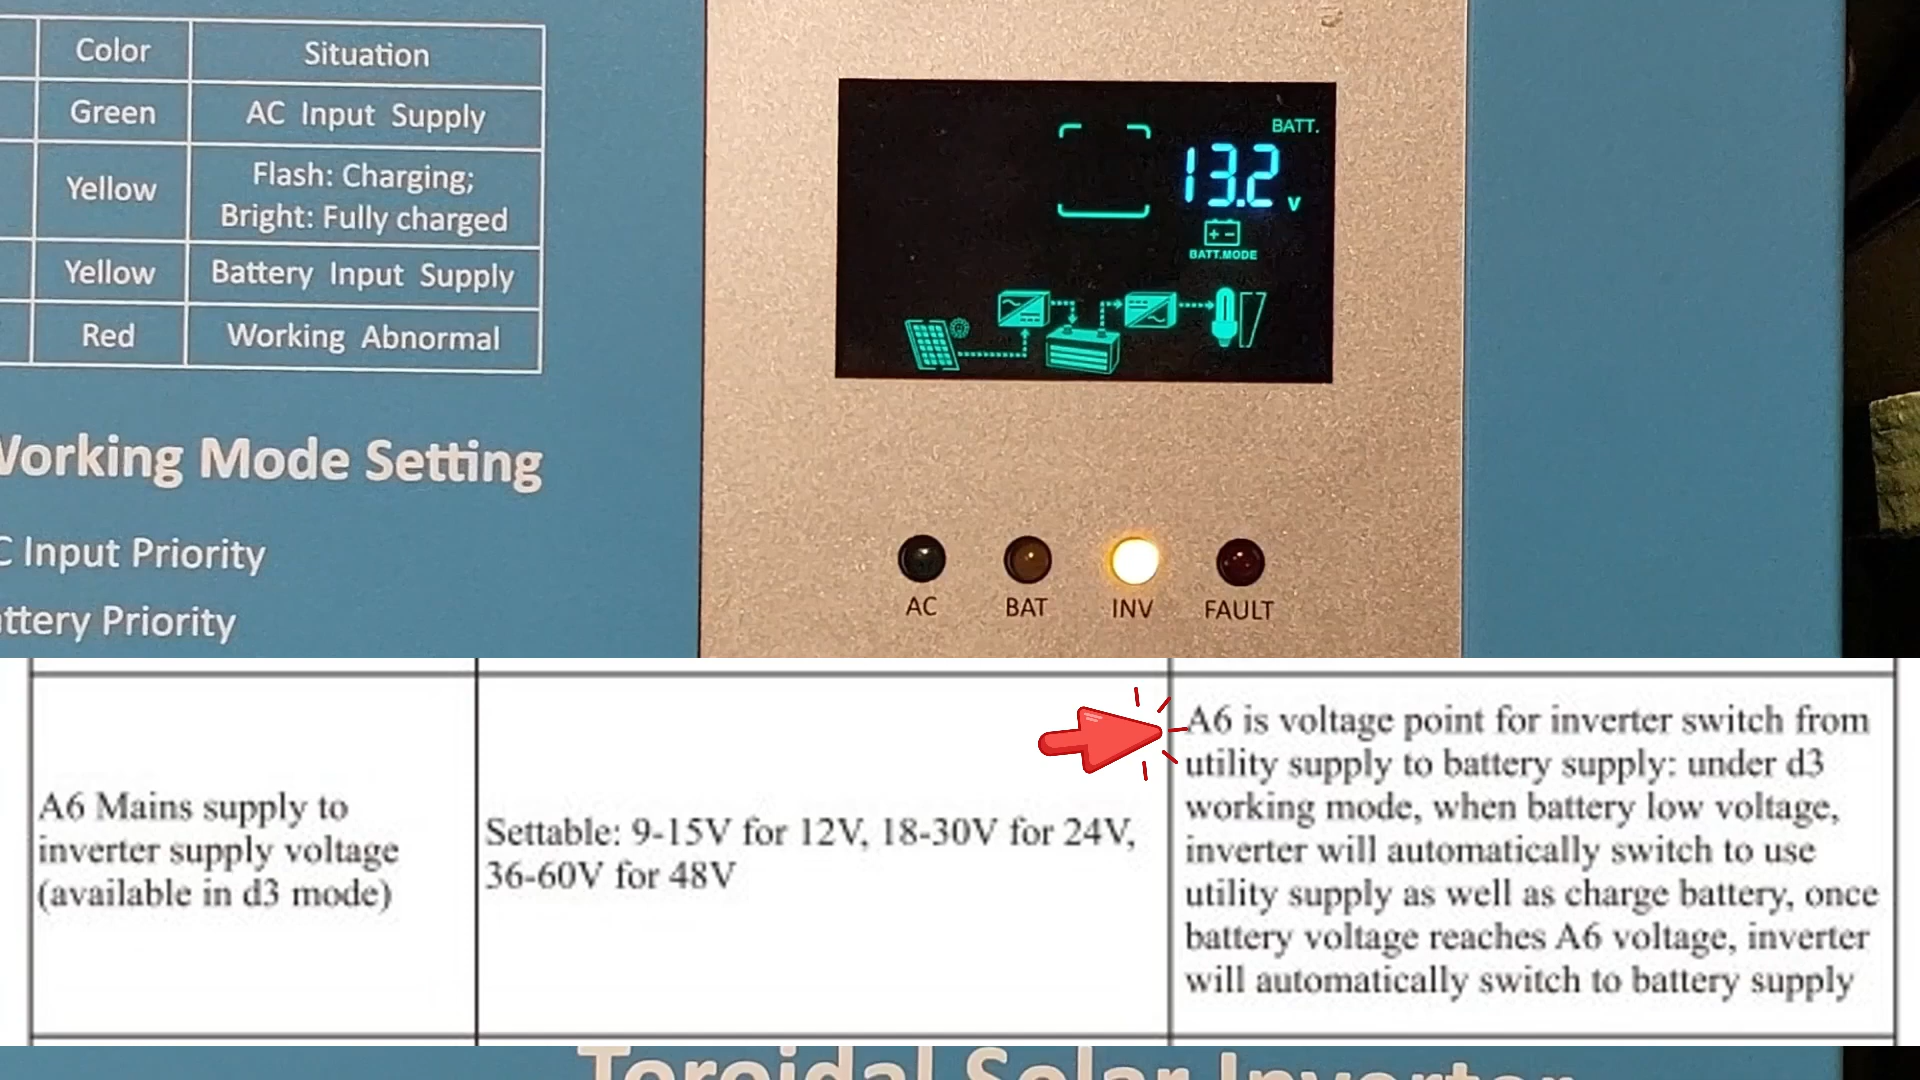 Color Situation
Green AC Input Supply
Yellow Flash: Charging;
Bright: Fully charged
Yellow Battery Input Supply
Red Working Abnormal
Working Mode Setting
C Input Priority
ttery Priority
BATT.
13.2 V
+ -
BATT.MODE
AC BAT INV FAULT
A6 Mains supply to
inverter supply voltage
(available in d3 mode)
Settable: 9-15V for 12V, 18-30V for 24V,
36-60V for 48V
A6 is voltage point for inverter switch from
utility supply to battery supply: under d3
working mode, when battery low voltage,
inverter will automatically switch to use
utility supply as well as charge battery, once
battery voltage reaches A6 voltage, inverter
will automatically switch to battery supply
Toroidal Solar Inverter